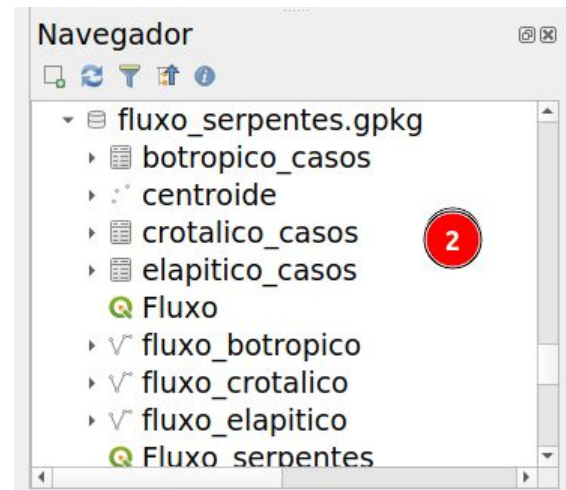 Navegador
fluxo_serpentes.gpkg
botropico_casos
centroide
crotalico_casos
2
elapitico_casos
Fluxo
fluxo_botropico
fluxo_crotalico
fluxo_elapitico
Fluxo_serpentes